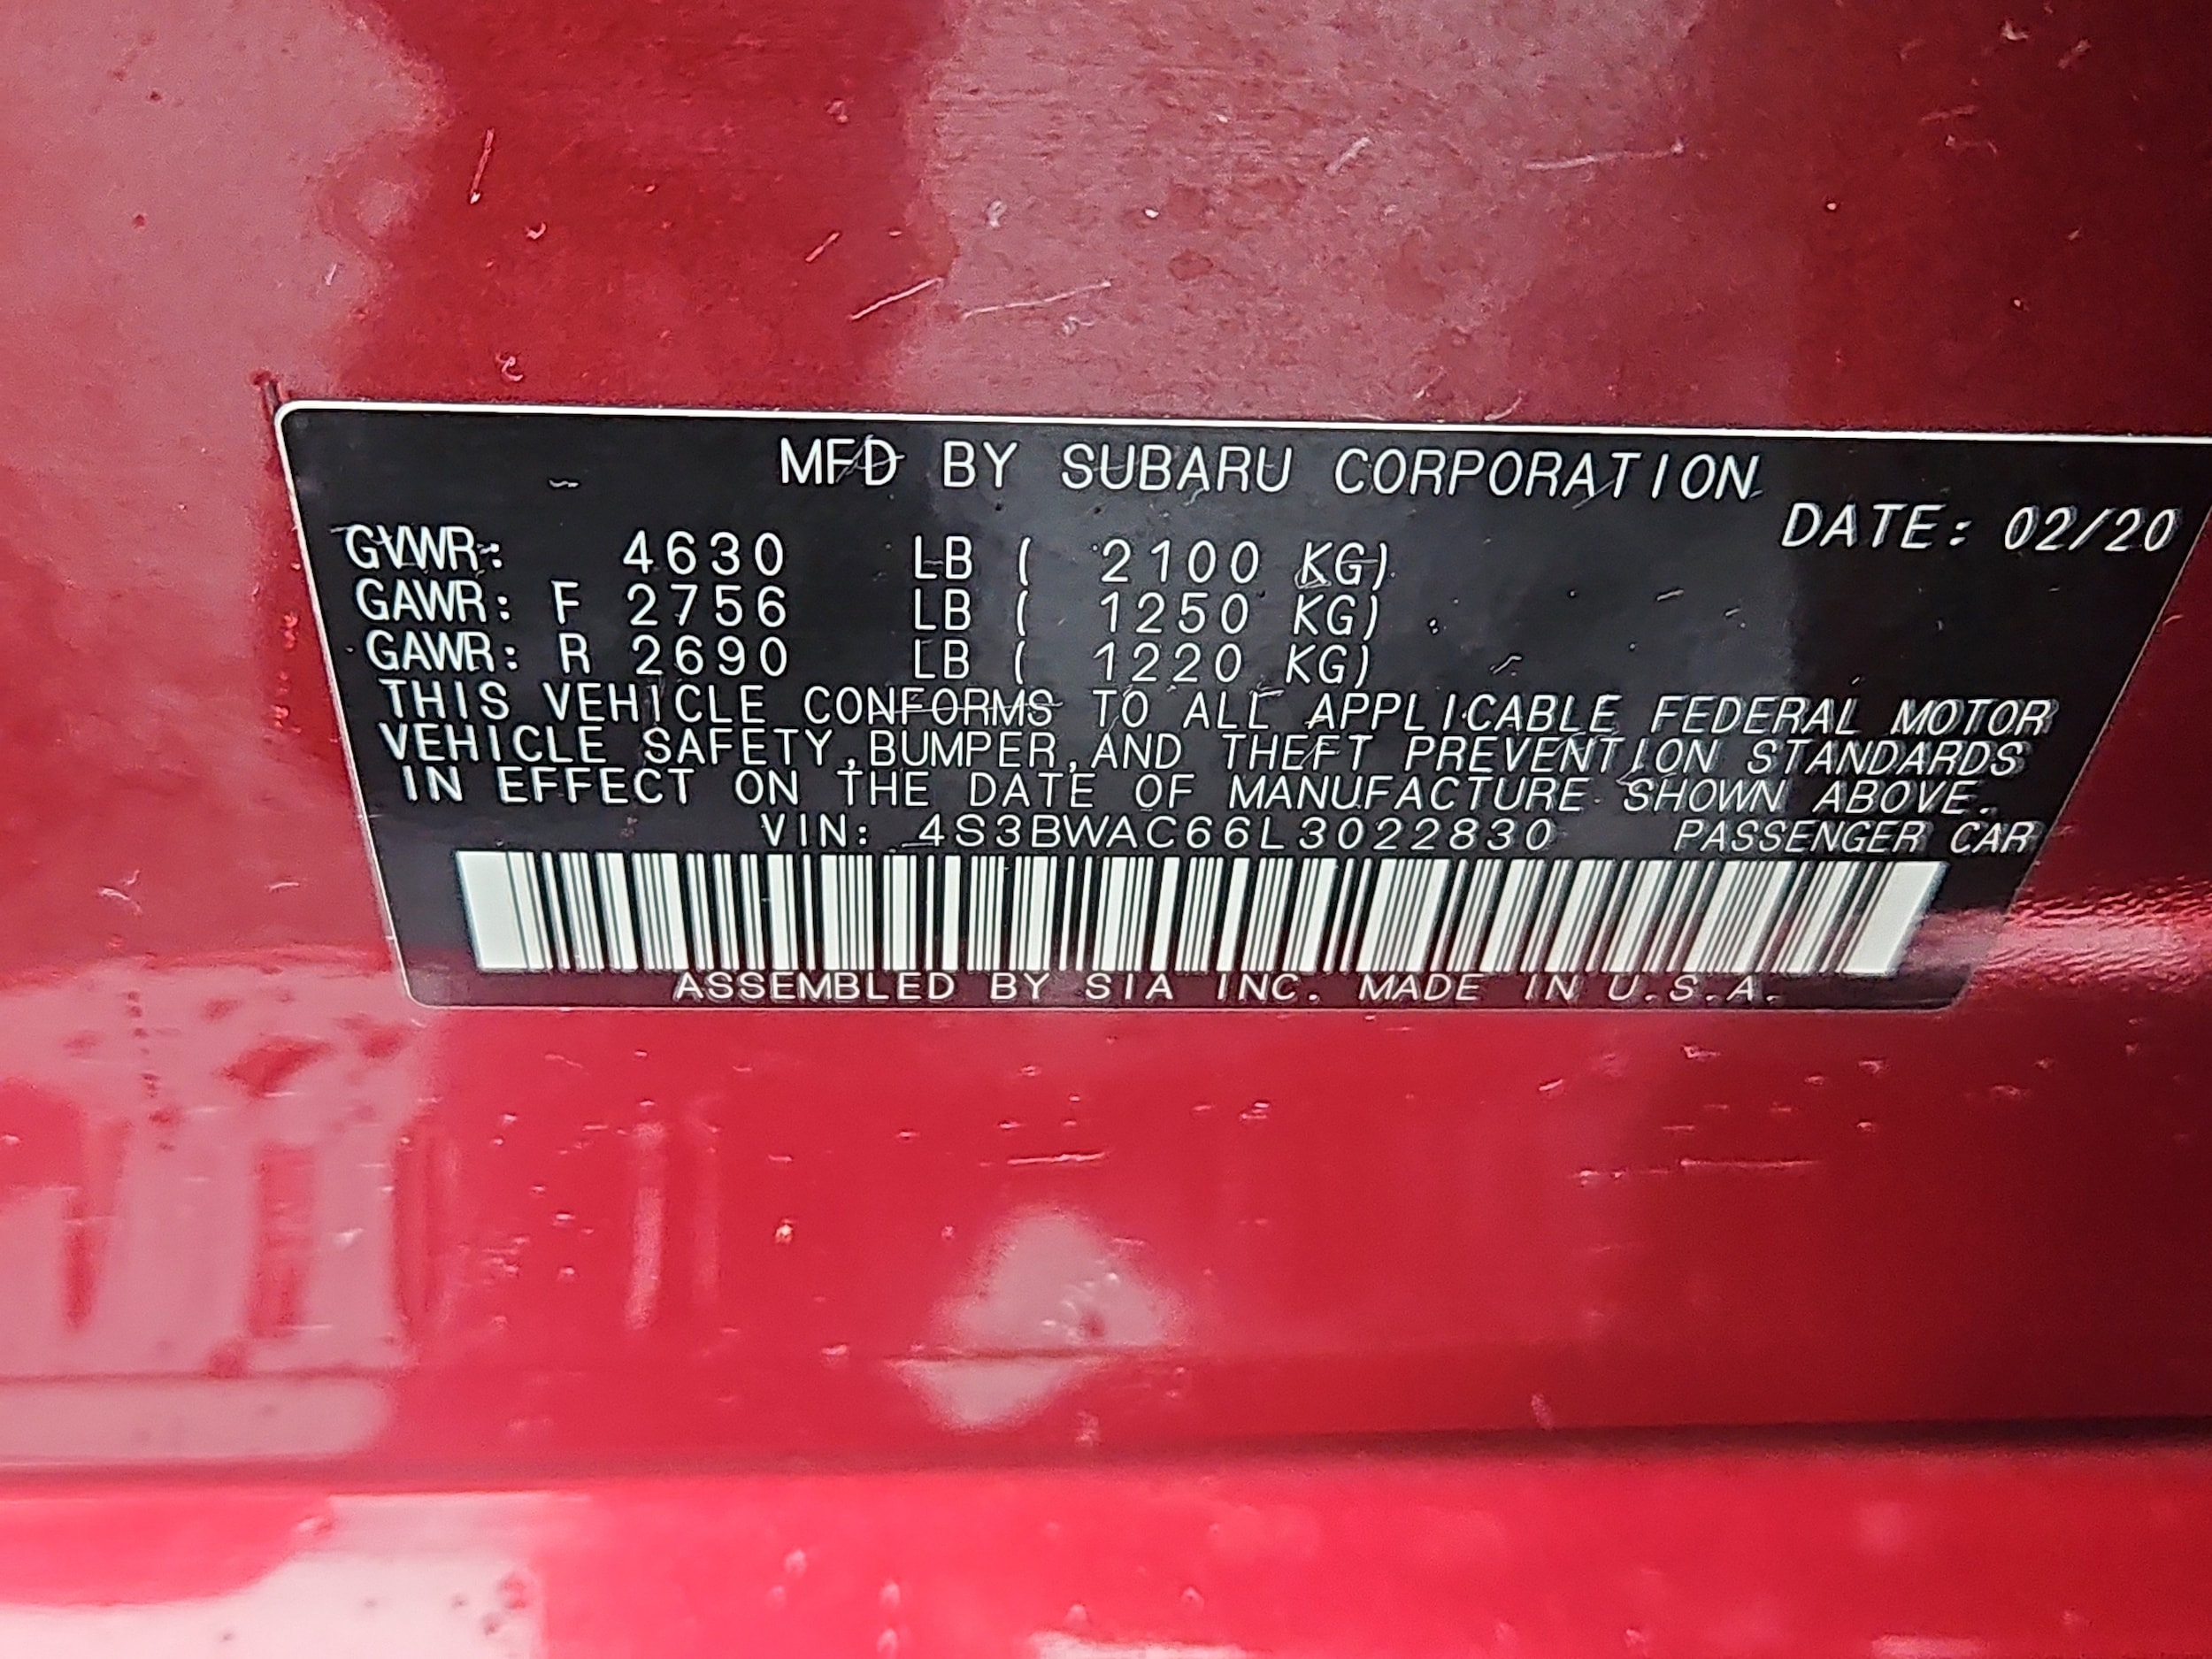 MFD BY SUBARU CORPORATION
DATE: 02/20
GVWR: 4630 LB ( 2100 KG)
GAWR: F 2756 LB ( 1250 KG)
GAWR: R 2690 LB ( 1220 KG)
THIS VEHICLE CONFORMS TO ALL APPLICABLE FEDERAL MOTOR
VEHICLE SAFETY,BUMPER,AND THEFT PREVENTION STANDARDS
IN EFFECT ON THE DATE OF MANUFACTURE SHOWN ABOVE.
VIN: 4S3BWAC66L3022830 PASSENGER CAR
ASSEMBLED BY SIA INC. MADE IN U.S.A.